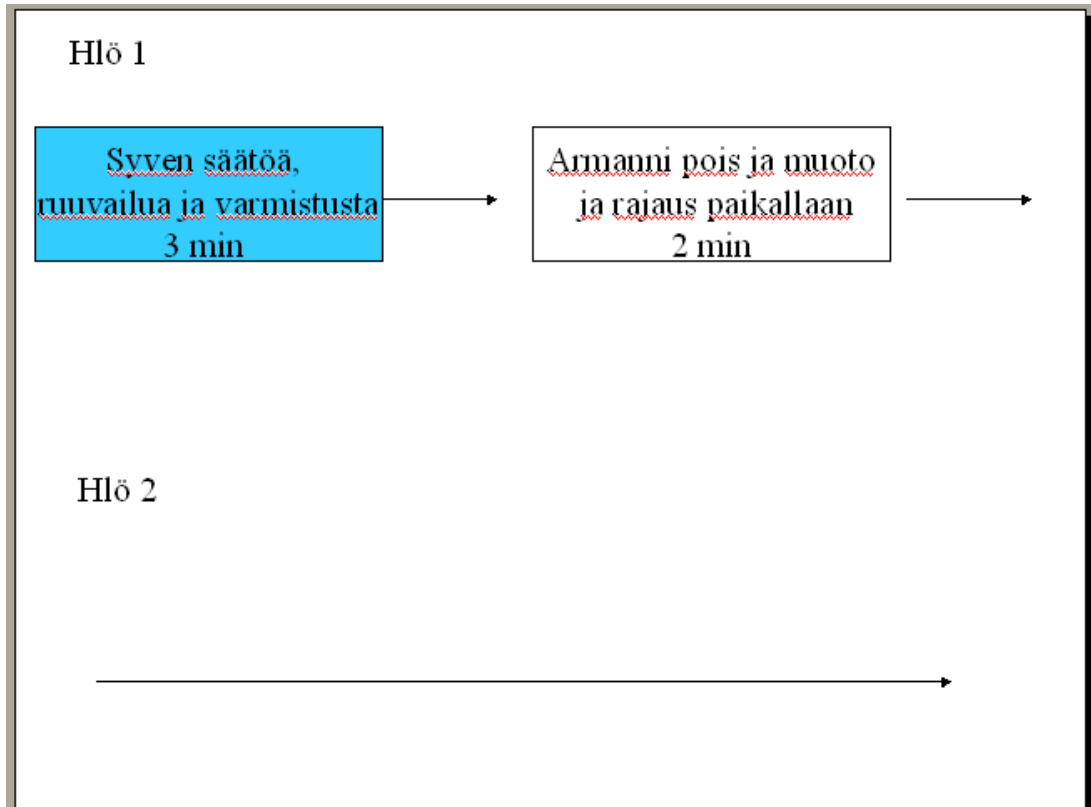 Hlö 1
Syven säätöä,
ruuvailua ja varmistusta
3 min
Armanni pois ja muoto
ja rajaus paikallaan
2 min
Hlö 2